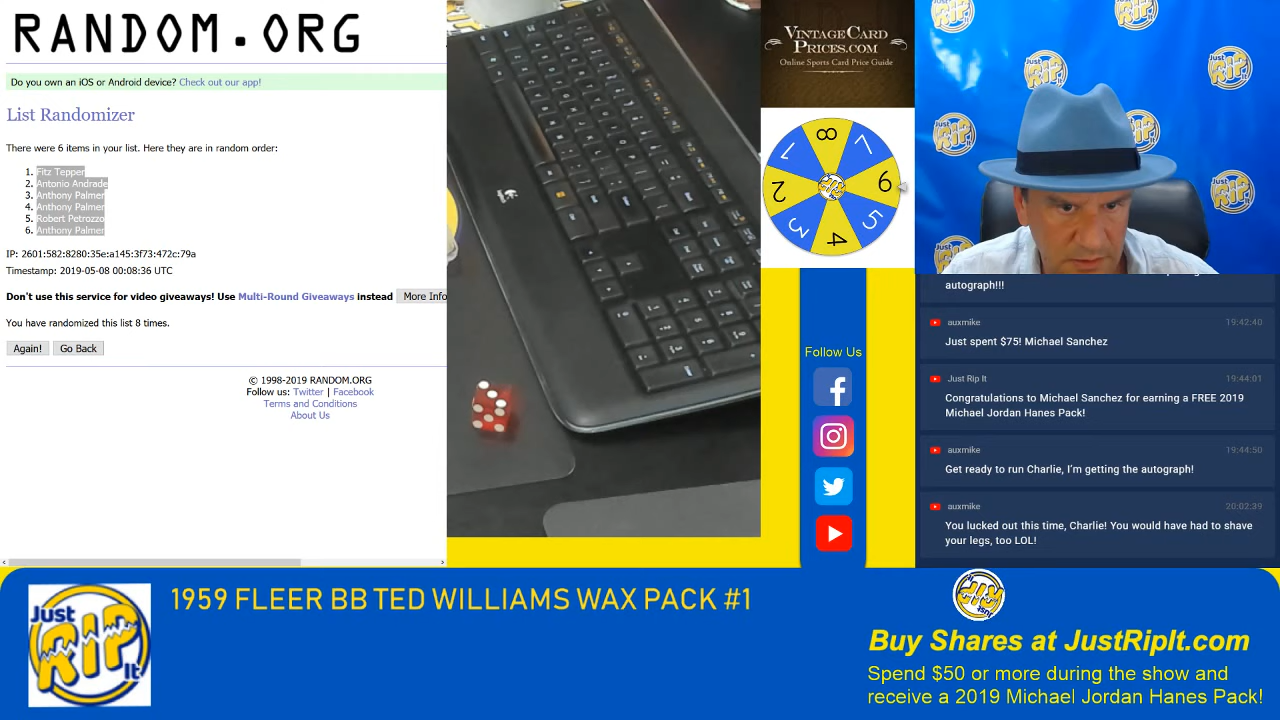 RANDOM.ORG
Do you own an iOS or Android device? Check out our app!
List Randomizer
There were 6 items in your list. Here they are in random order:
1. Fitz Tepper
2. Antonio Andrade
3. Anthony Palmer
4. Anthony Palmer
5. Robert Petrozzo
6. Anthony Palmer
IP: 2601:582:8280:35e:a145:3f73:472c:79a
Timestamp: 2019-05-08 00:08:36 UTC
Don't use this service for video giveaways! Use Multi-Round Giveaways instead More Info
You have randomized this list 8 times.
Again! Go Back
© 1998-2019 RANDOM.ORG
Follow us: Twitter | Facebook
Terms and Conditions
About Us
VINTAGECARD
PRICES.COM
Online Sports Card Price Guide
8
7
9
5
4
3
2
1
Follow Us
autograph!!!
auxmike 19:42:40
Just spent $75! Michael Sanchez
Just Rip It 19:44:01
Congratulations to Michael Sanchez for earning a FREE 2019
Michael Jordan Hanes Pack!
auxmike 19:44:50
Get ready to run Charlie, I'm getting the autograph!
auxmike 20:02:39
You lucked out this time, Charlie! You would have had to shave
your legs, too LOL!
Just
RIP
It
1959 FLEER BB TED WILLIAMS WAX PACK #1
Buy Shares at JustRipIt.com
Spend $50 or more during the show and
receive a 2019 Michael Jordan Hanes Pack!